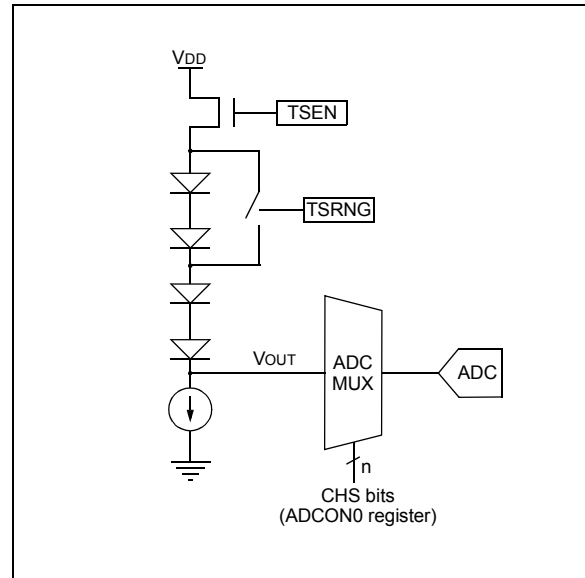 VDD
TSEN
TSRNG
VOUT
ADC
MUX
ADC
n
CHS bits
(ADCON0 register)